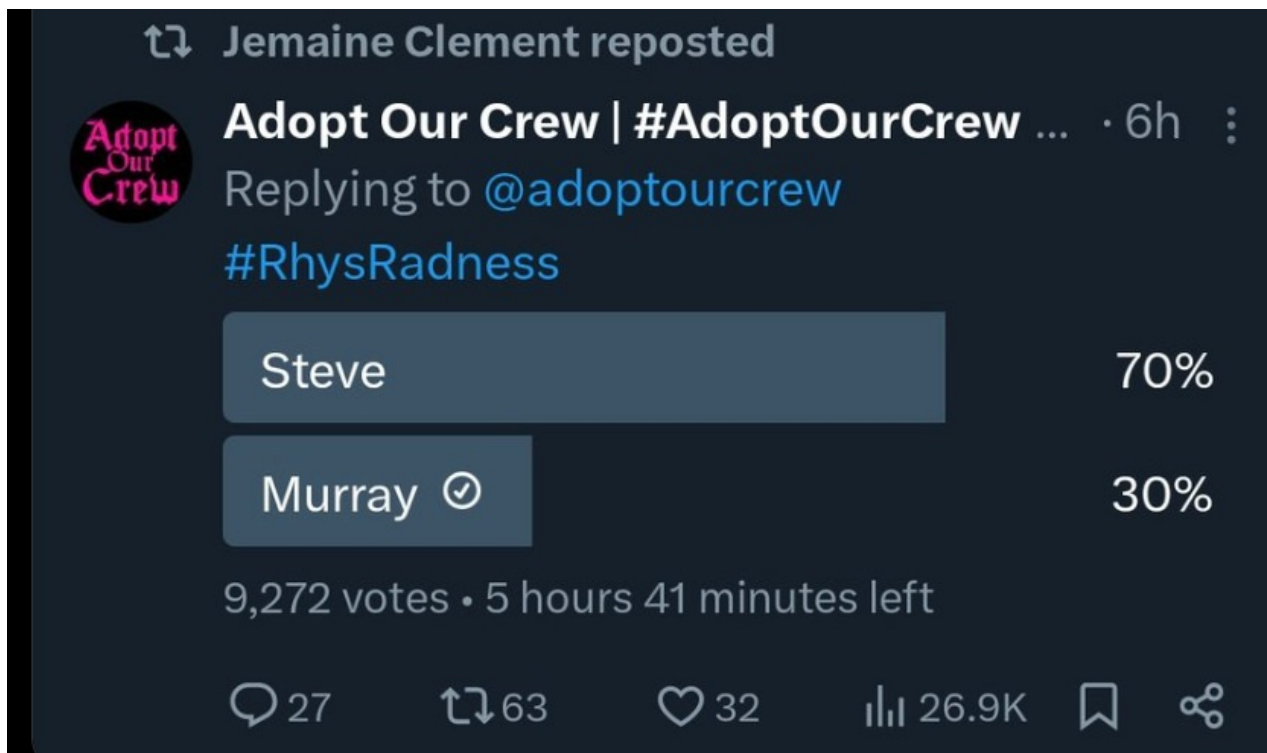 Jemaine Clement reposted
Adopt Our Crew
Adopt Our Crew | #AdoptOurCrew ... · 6h
Replying to @adoptourcrew
#RhysRadness
Steve 70%
Murray 30%
9,272 votes • 5 hours 41 minutes left
27 63 32 26.9K